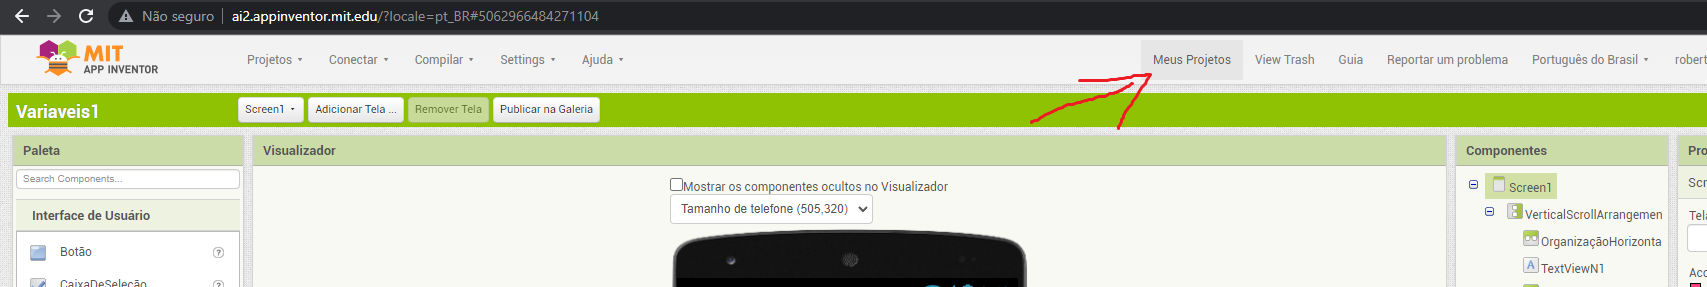 Não seguro | ai2.appinventor.mit.edu/?locale=pt_BR#5062966484271104
MIT
APP INVENTOR
Projetos Conectar Compilar Settings Ajuda Meus Projetos View Trash Guia Reportar um problema Português do Brasil robert
Variaveis1 Screen1 Adicionar Tela ... Remover Tela Publicar na Galeria
Paleta Visualizador Componentes Pro
Search Components...
Mostrar os componentes ocultos no Visualizador
Screen1 Scr
Tamanho de telefone (505,320)
Interface de Usuário
VerticalScrollArrangemen Tela
OrganizaçãoHorizonta
Botão ?
A TextViewN1 Aco
CaixaDeSeleção ?